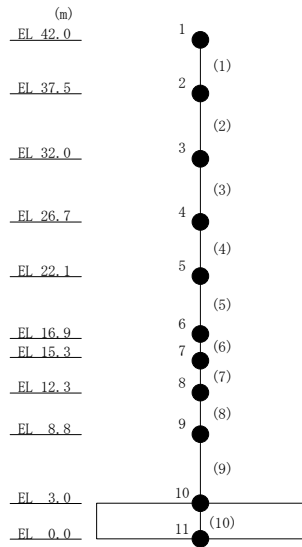 (m)
EL 42.0 1
(1)
EL 37.5 2
(2)
EL 32.0 3
(3)
EL 26.7 4
(4)
EL 22.1 5
(5)
EL 16.9 6
(6)
EL 15.3 7
(7)
EL 12.3 8
(8)
EL 8.8 9
(9)
EL 3.0 10
(10)
EL 0.0 11